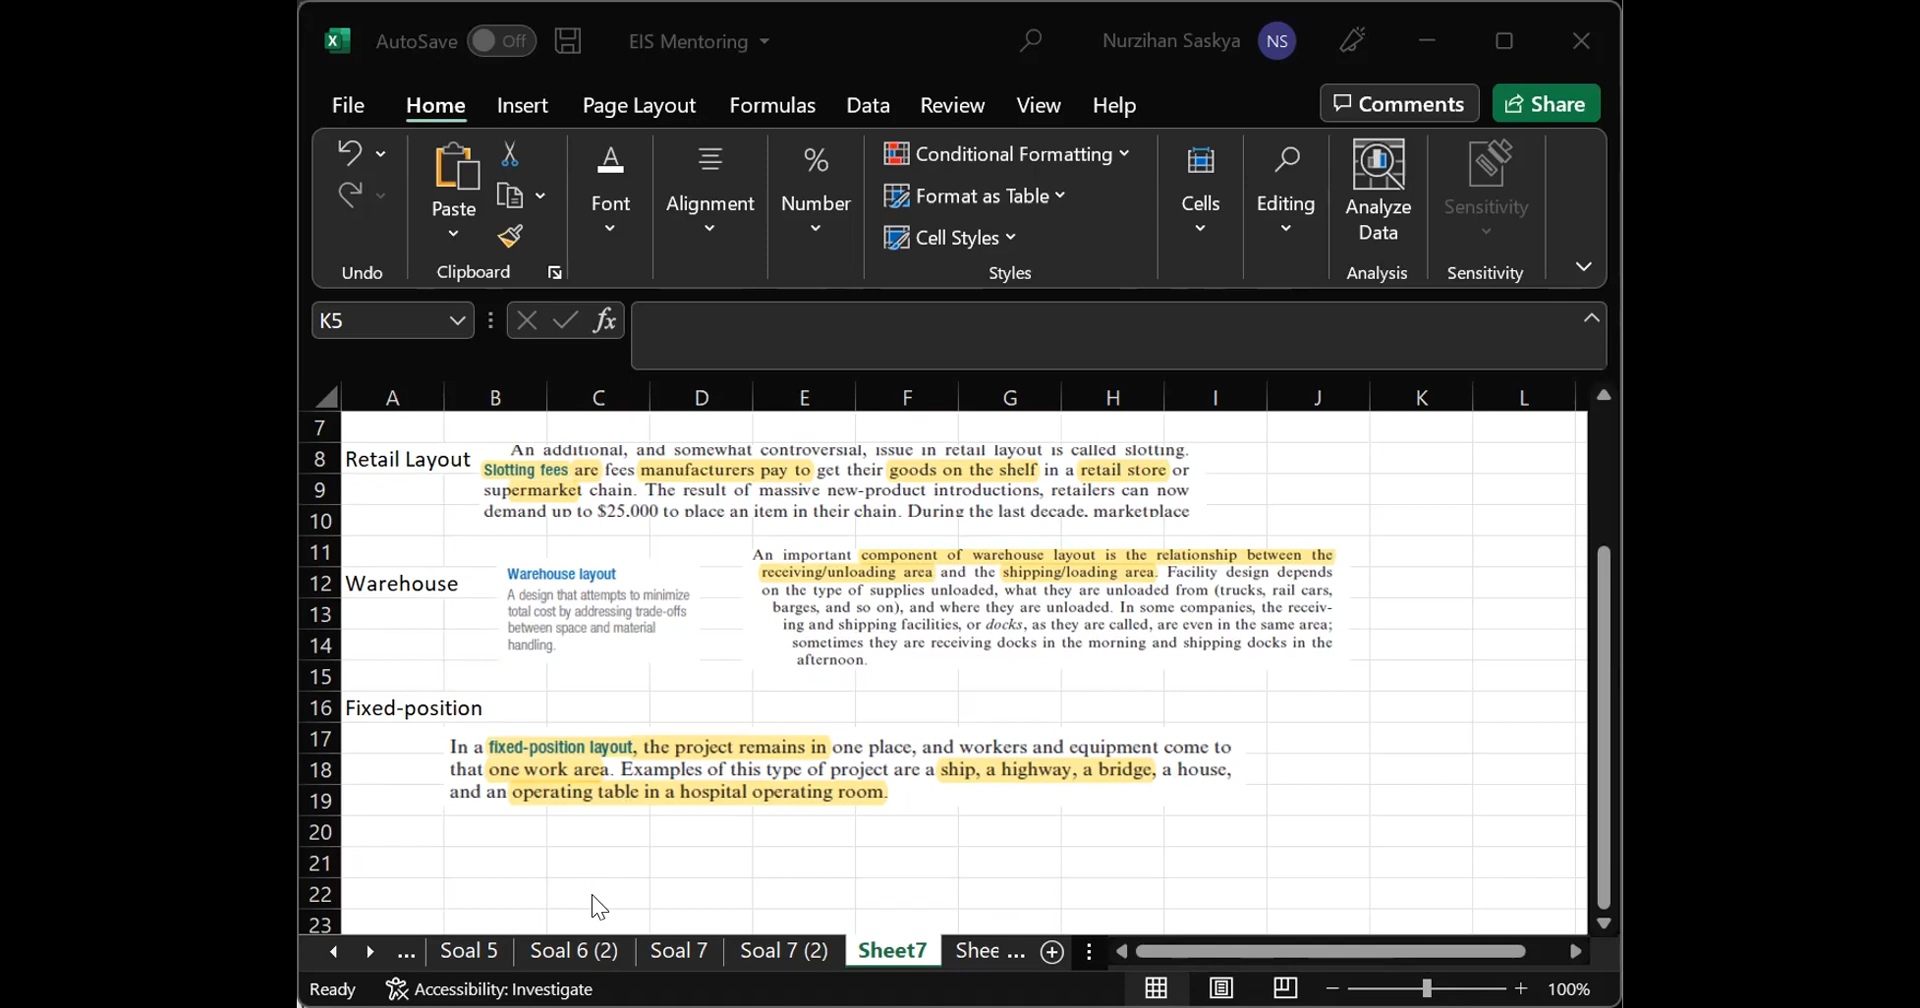 AutoSave Off EIS Mentoring Nurzihan Saskya NS
File Home Insert Page Layout Formulas Data Review View Help Comments Share
Paste Font Alignment Number Conditional Formatting Format as Table Cell Styles Cells Editing Analyze Data Sensitivity
Undo Clipboard Styles Analysis Sensitivity
K5 fx
A B C D E F G H I J K L
7
8 Retail Layout
9
10
An additional, and somewhat controversial, issue in retail layout is called slotting.
Slotting fees are fees manufacturers pay to get their goods on the shelf in a retail store or
supermarket chain. The result of massive new-product introductions, retailers can now
demand up to $25,000 to place an item in their chain. During the last decade, marketplace
11
12 Warehouse
13
14
15
Warehouse layout
A design that attempts to minimize
total cost by addressing trade-offs
between space and material
handling.
An important component of warehouse layout is the relationship between the
receiving/unloading area and the shipping/loading area. Facility design depends
on the type of supplies unloaded, what they are unloaded from (trucks, rail cars,
barges, and so on), and where they are unloaded. In some companies, the receiv-
ing and shipping facilities, or docks, as they are called, are even in the same area;
sometimes they are receiving docks in the morning and shipping docks in the
afternoon.
16 Fixed-position
17
18
19
In a fixed-position layout, the project remains in one place, and workers and equipment come to
that one work area. Examples of this type of project are a ship, a highway, a bridge, a house,
and an operating table in a hospital operating room.
20
21
22
23
... Soal 5 Soal 6 (2) Soal 7 Soal 7 (2) Sheet7 Shee ...
Ready Accessibility: Investigate 100%